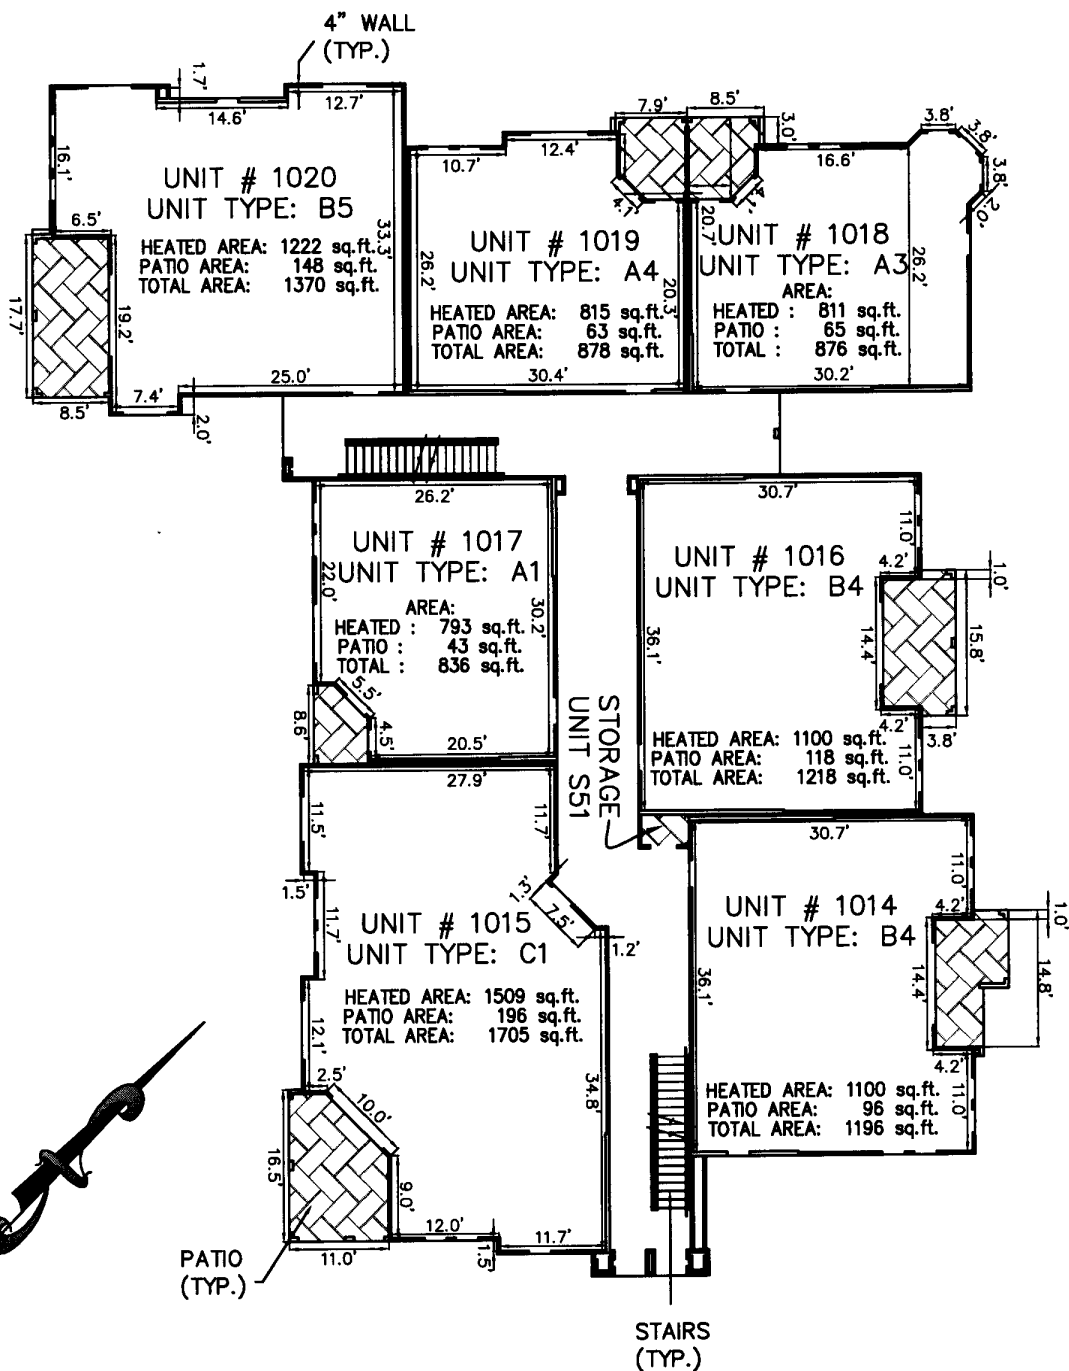 4" WALL
(TYP.)
1.7'
14.6'
12.7'
16.1'
UNIT # 1020
UNIT TYPE: B5
6.5'
HEATED AREA: 1222 sq.ft.
PATIO AREA: 148 sq.ft.
TOTAL AREA: 1370 sq.ft.
33.3'
17.7'
19.2'
25.0'
7.4'
8.5'
2.0'
10.7'
12.4'
7.9'
4.1'
UNIT # 1019
UNIT TYPE: A4
26.2'
HEATED AREA: 815 sq.ft.
PATIO AREA: 63 sq.ft.
TOTAL AREA: 878 sq.ft.
20.3'
30.4'
8.5'
3.0'
16.6'
3.8'
3.8'
3.8'
2.0'
20.7'
UNIT # 1018
UNIT TYPE: A3
AREA:
HEATED : 811 sq.ft.
PATIO : 65 sq.ft.
TOTAL : 876 sq.ft.
26.2'
30.2'
26.2'
UNIT # 1017
UNIT TYPE: A1
22.0'
AREA:
HEATED : 793 sq.ft.
PATIO : 43 sq.ft.
TOTAL : 836 sq.ft.
30.2'
5.5'
8.6'
4.5'
20.5'
30.7'
11.0'
UNIT # 1016
UNIT TYPE: B4
4.2'
1.0'
36.1'
14.4'
15.8'
4.2'
3.8'
HEATED AREA: 1100 sq.ft.
PATIO AREA: 118 sq.ft.
TOTAL AREA: 1218 sq.ft.
11.0'
STORAGE
UNIT S51
27.9'
11.5'
11.7'
1.5'
1.3'
7.5'
11.7'
UNIT # 1015
UNIT TYPE: C1
1.2'
HEATED AREA: 1509 sq.ft.
PATIO AREA: 196 sq.ft.
TOTAL AREA: 1705 sq.ft.
12.1'
2.5'
10.0'
34.8'
16.5'
9.0'
12.0'
11.7'
11.0'
1.5'
30.7'
11.0'
UNIT # 1014
UNIT TYPE: B4
4.2'
1.0'
36.1'
14.4'
14.8'
4.2'
HEATED AREA: 1100 sq.ft.
PATIO AREA: 96 sq.ft.
TOTAL AREA: 1196 sq.ft.
11.0'
PATIO
(TYP.)
STAIRS
(TYP.)